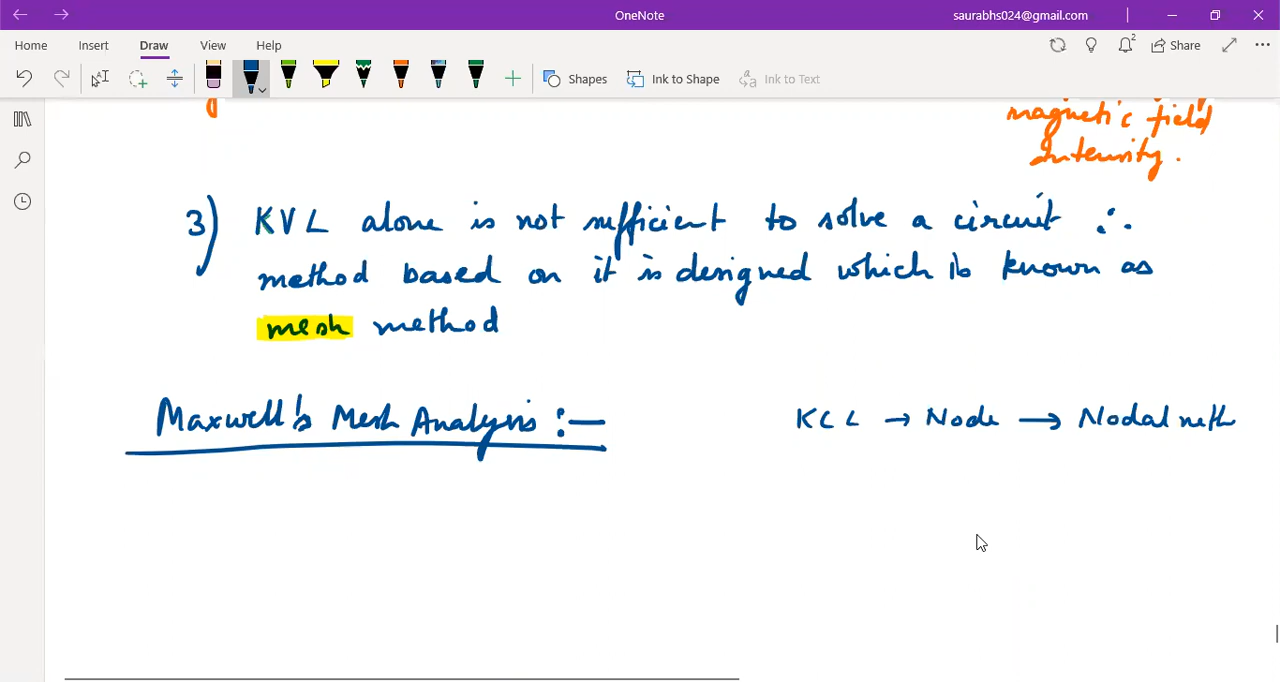 OneNote
saurabhs024@gmail.com
Home Insert Draw View Help
Share
Shapes Ink to Shape Ink to Text
magnetic field
Intensity.
3) KVL alone is not sufficient to solve a circuit ∴
method based on it is designed which is known as
mesh method
Maxwell's Mesh Analysis :—
KCL → Node → Nodal meth